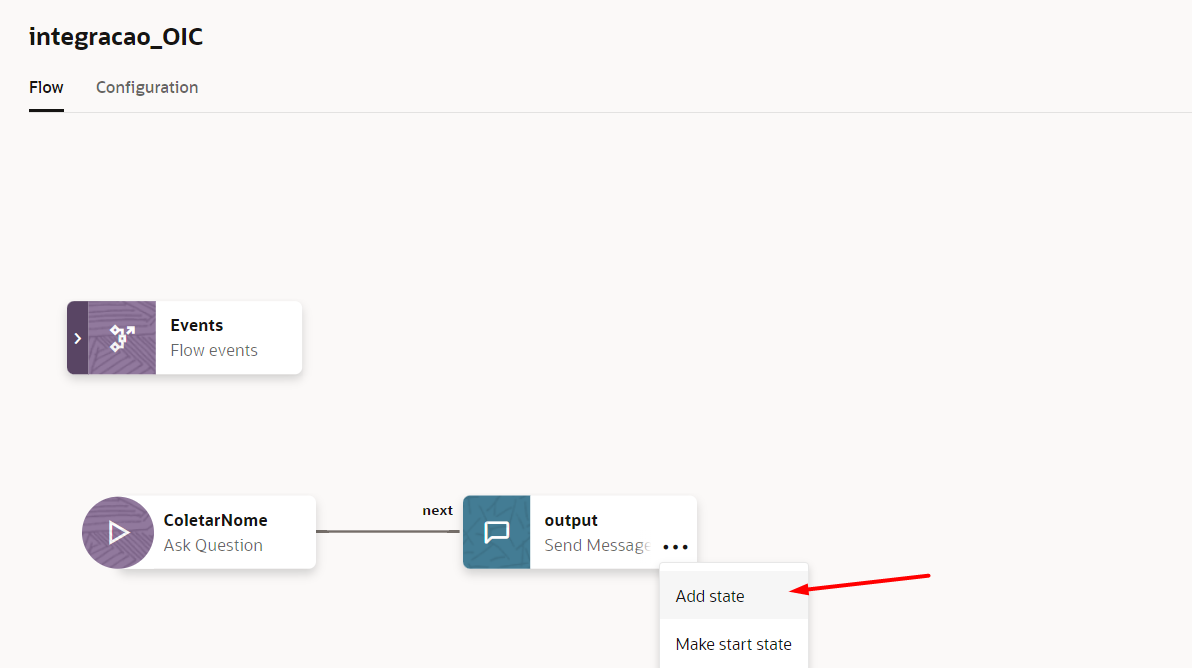 integracao_OIC
Flow Configuration
Events
Flow events
ColetarNome
Ask Question
next
output
Send Message
Add state
Make start state